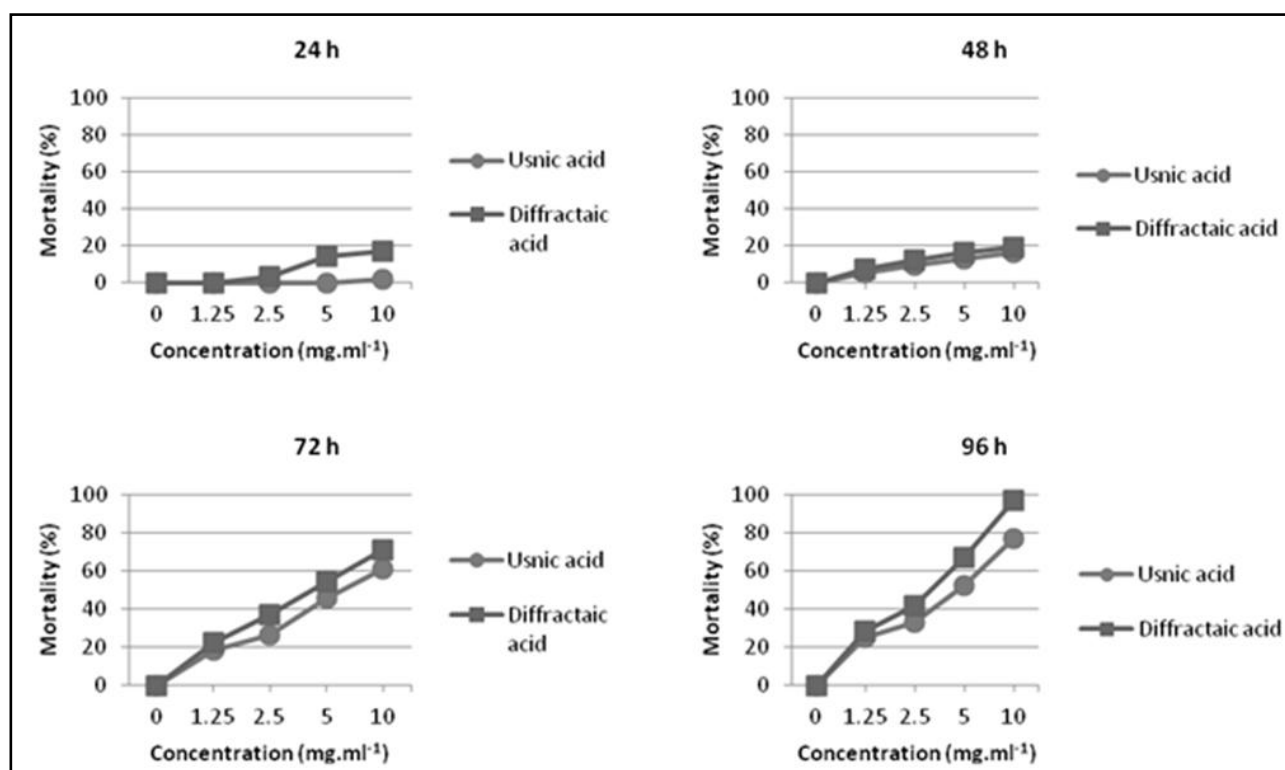 24 h
100
80
60
40
20
0
Mortality (%)
0 1.25 2.5 5 10
Concentration (mg.ml⁻¹)
Usnic acid
Diffractaic
acid
48 h
100
80
60
40
20
0
Mortality (%)
0 1.25 2.5 5 10
Concentration (mg.ml⁻¹)
Usnic acid
Diffractaic acid
72 h
100
80
60
40
20
0
Mortality (%)
0 1.25 2.5 5 10
Concentration (mg.ml⁻¹)
Usnic acid
Diffractaic
acid
96 h
100
80
60
40
20
0
Mortality (%)
0 1.25 2.5 5 10
Concentration (mg.ml⁻¹)
Usnic acid
Diffractaic acid